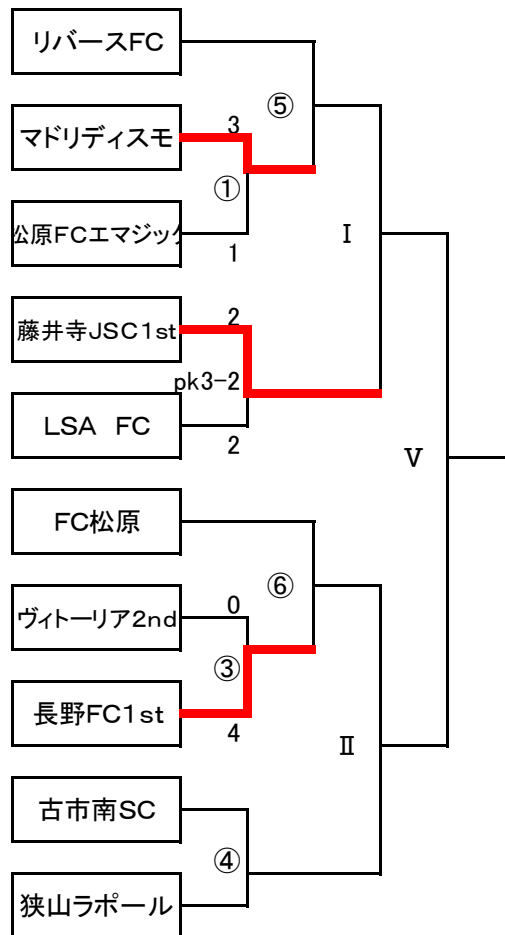 リバースFC
⑤
マドリディスモ
3
①
松原FCエマジック
1
Ⅰ
藤井寺JSC1st
2
pk3-2
LSA FC
2
Ⅴ
FC松原
⑥
ヴィトーリア2nd
0
③
長野FC1st
4
Ⅱ
古市南SC
④
狭山ラポール